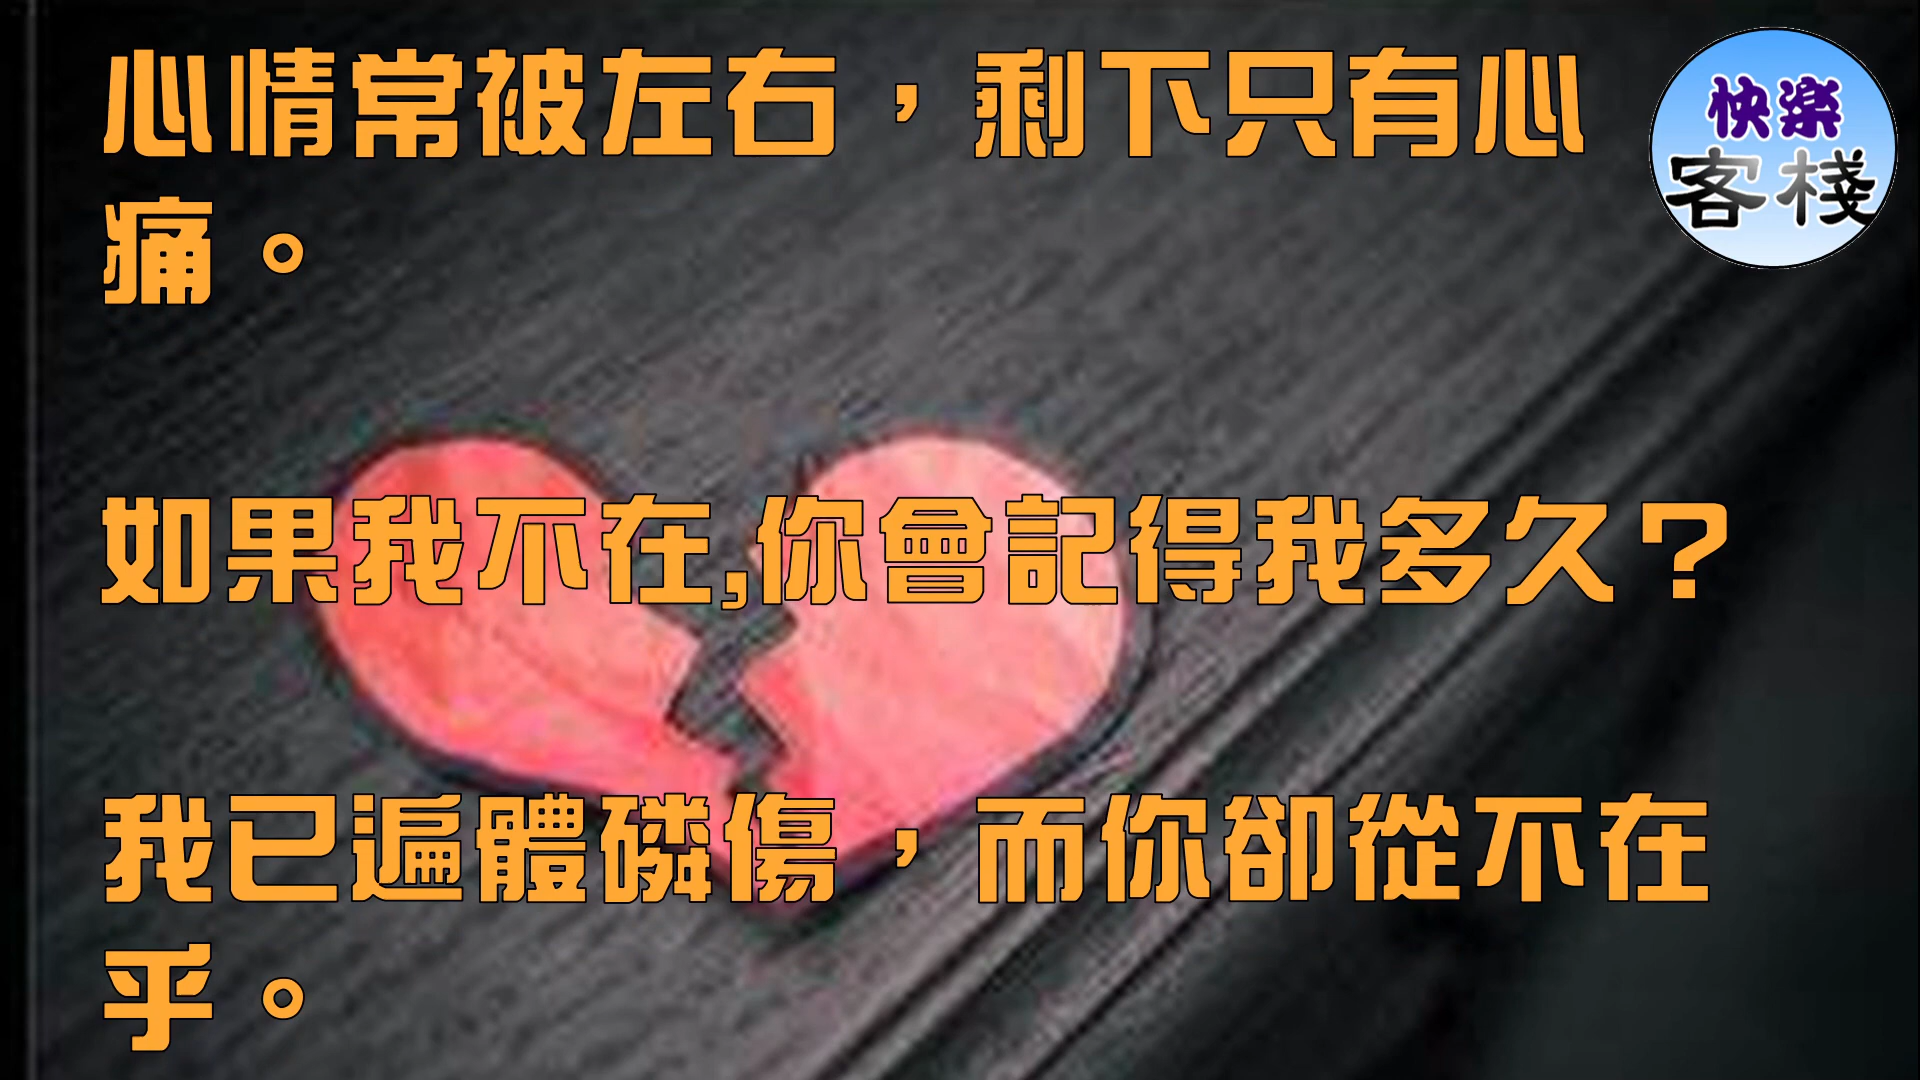 心情常被左右，剩下只有心
痛。
如果我不在,你會記得我多久？
我已遍體磷傷，而你卻從不在
乎。
快楽
客棧